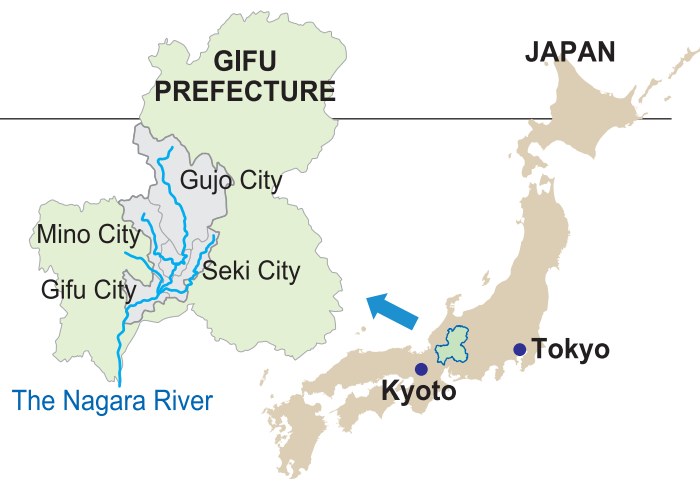 GIFU
PREFECTURE
JAPAN
Gujo City
Mino City
Seki City
Gifu City
The Nagara River
Tokyo
Kyoto